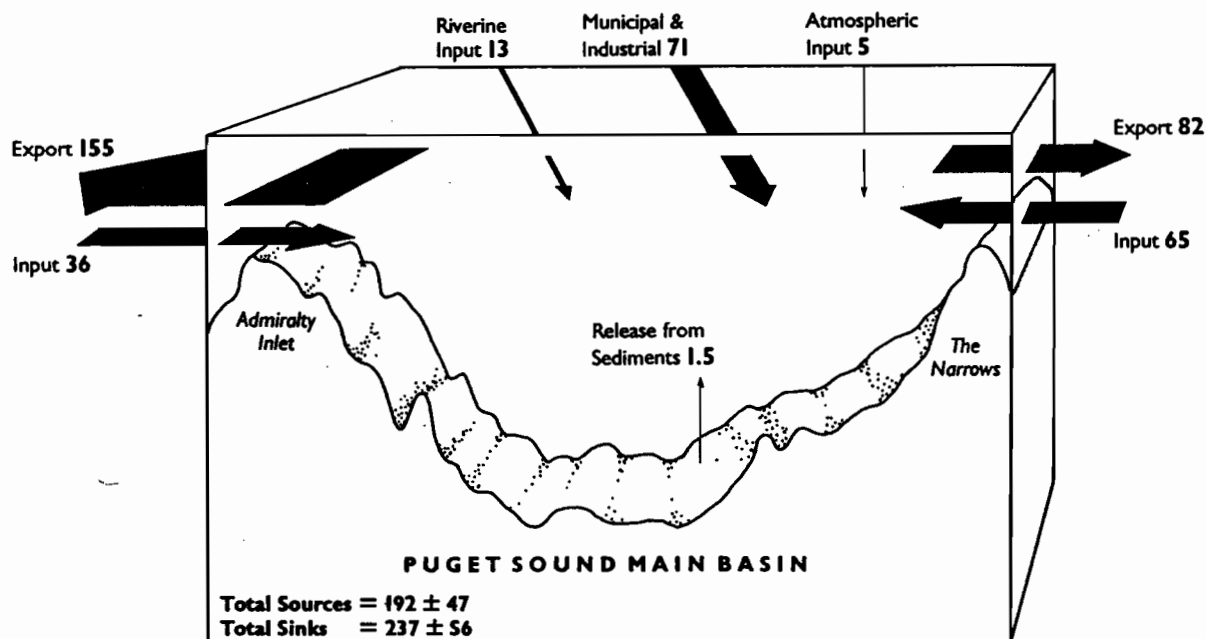 Riverine
Input 13
Municipal &
Industrial 71
Atmospheric
Input 5
Export 155
Export 82
Input 36
Input 65
Admiralty
Inlet
Release from
Sediments 1.5
The
Narrows
PUGET SOUND MAIN BASIN
Total Sources = 192 ± 47
Total Sinks = 237 ± 56